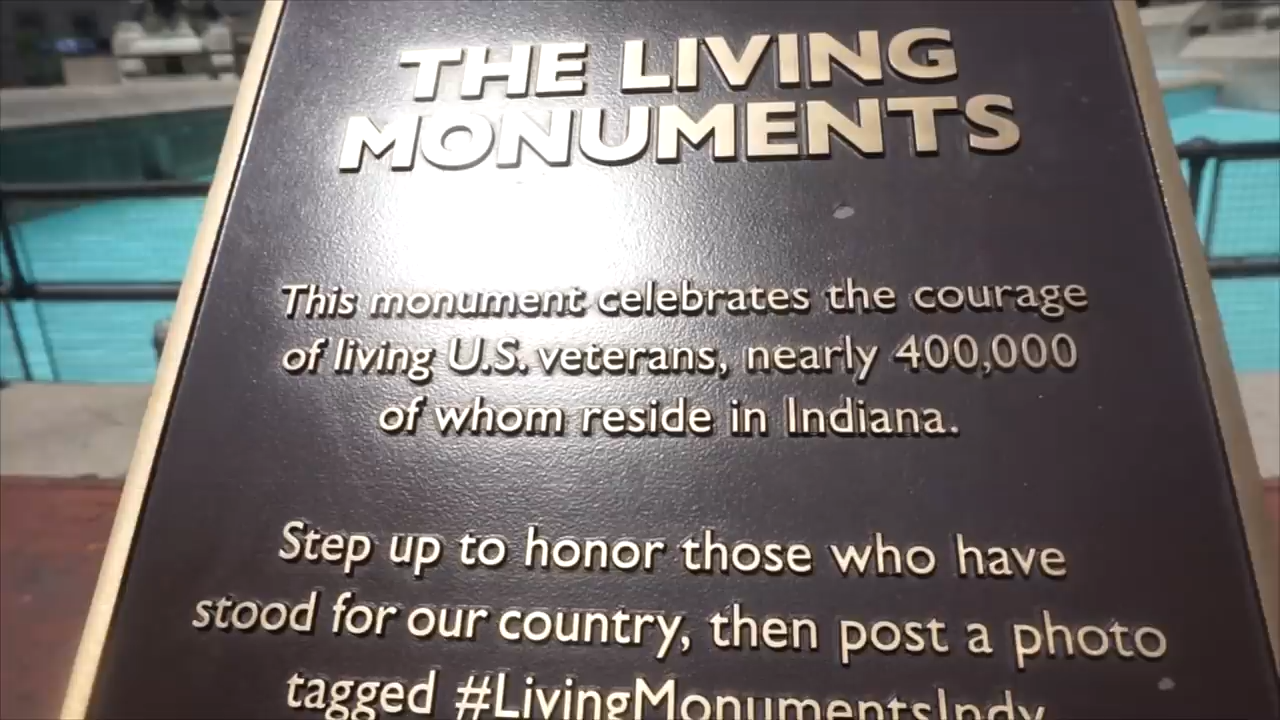 THE LIVING
MONUMENTS
This monument celebrates the courage
of living U.S. veterans, nearly 400,000
of whom reside in Indiana.
Step up to honor those who have
stood for our country, then post a photo
tagged #LivingMonumentsIndy